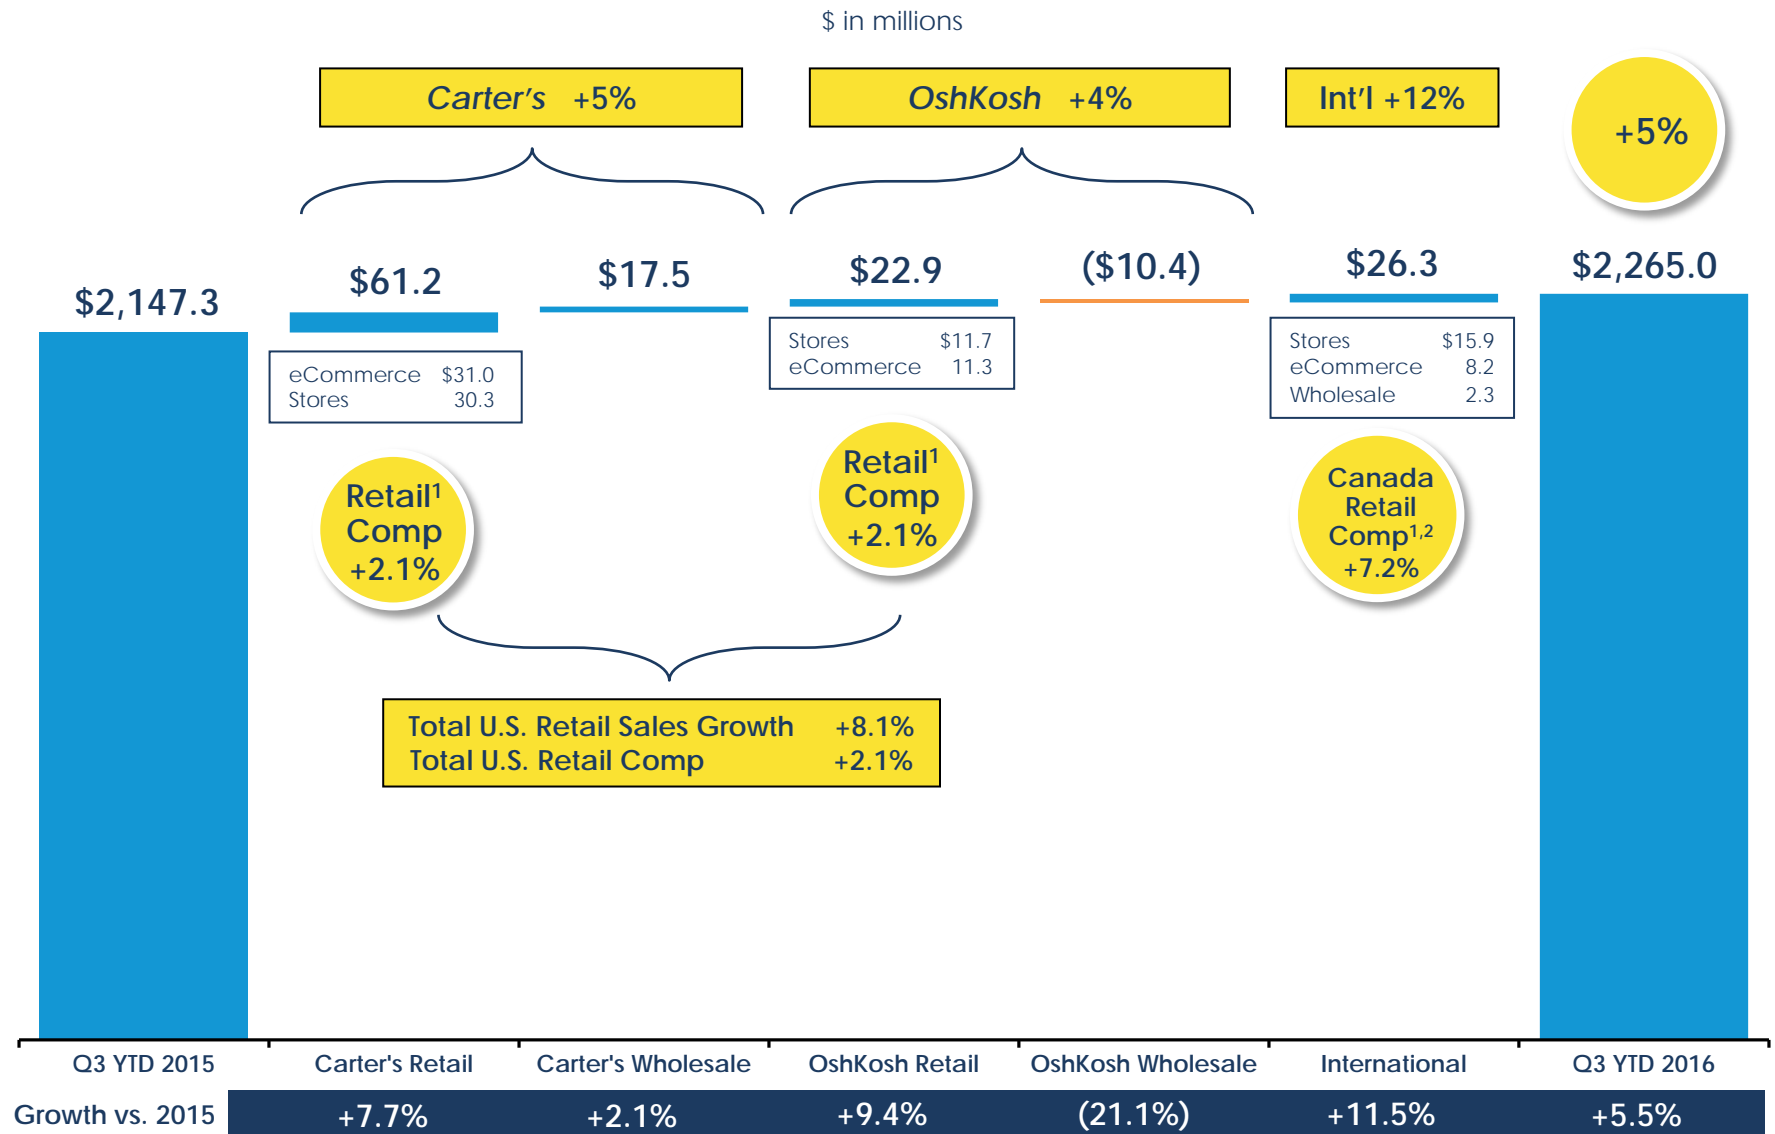 $ in millions
Carter's +5%
OshKosh +4%
Int'l +12%
+5%
$2,147.3
$61.2
$17.5
$22.9
($10.4)
$26.3
$2,265.0
eCommerce $31.0
Stores 30.3
Stores $11.7
eCommerce 11.3
Stores $15.9
eCommerce 8.2
Wholesale 2.3
Retail¹
Comp
+2.1%
Retail¹
Comp
+2.1%
Canada
Retail
Comp¹,²
+7.2%
Total U.S. Retail Sales Growth +8.1%
Total U.S. Retail Comp +2.1%
Q3 YTD 2015 Carter's Retail Carter's Wholesale OshKosh Retail OshKosh Wholesale International Q3 YTD 2016
Growth vs. 2015 +7.7% +2.1% +9.4% (21.1%) +11.5% +5.5%